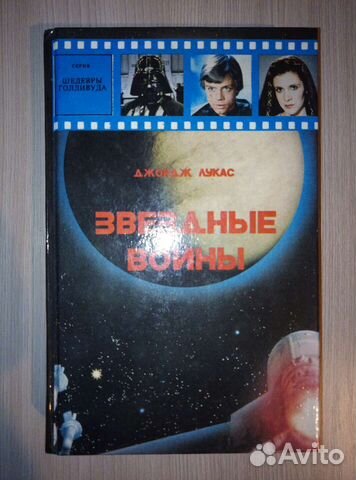 СЕРИЯ
ШЕДЕВРЫ
ГОЛЛИВУДА
ДЖОРДЖ ЛУКАС
ЗВЕЗДНЫЕ
ВОЙНЫ
Avito